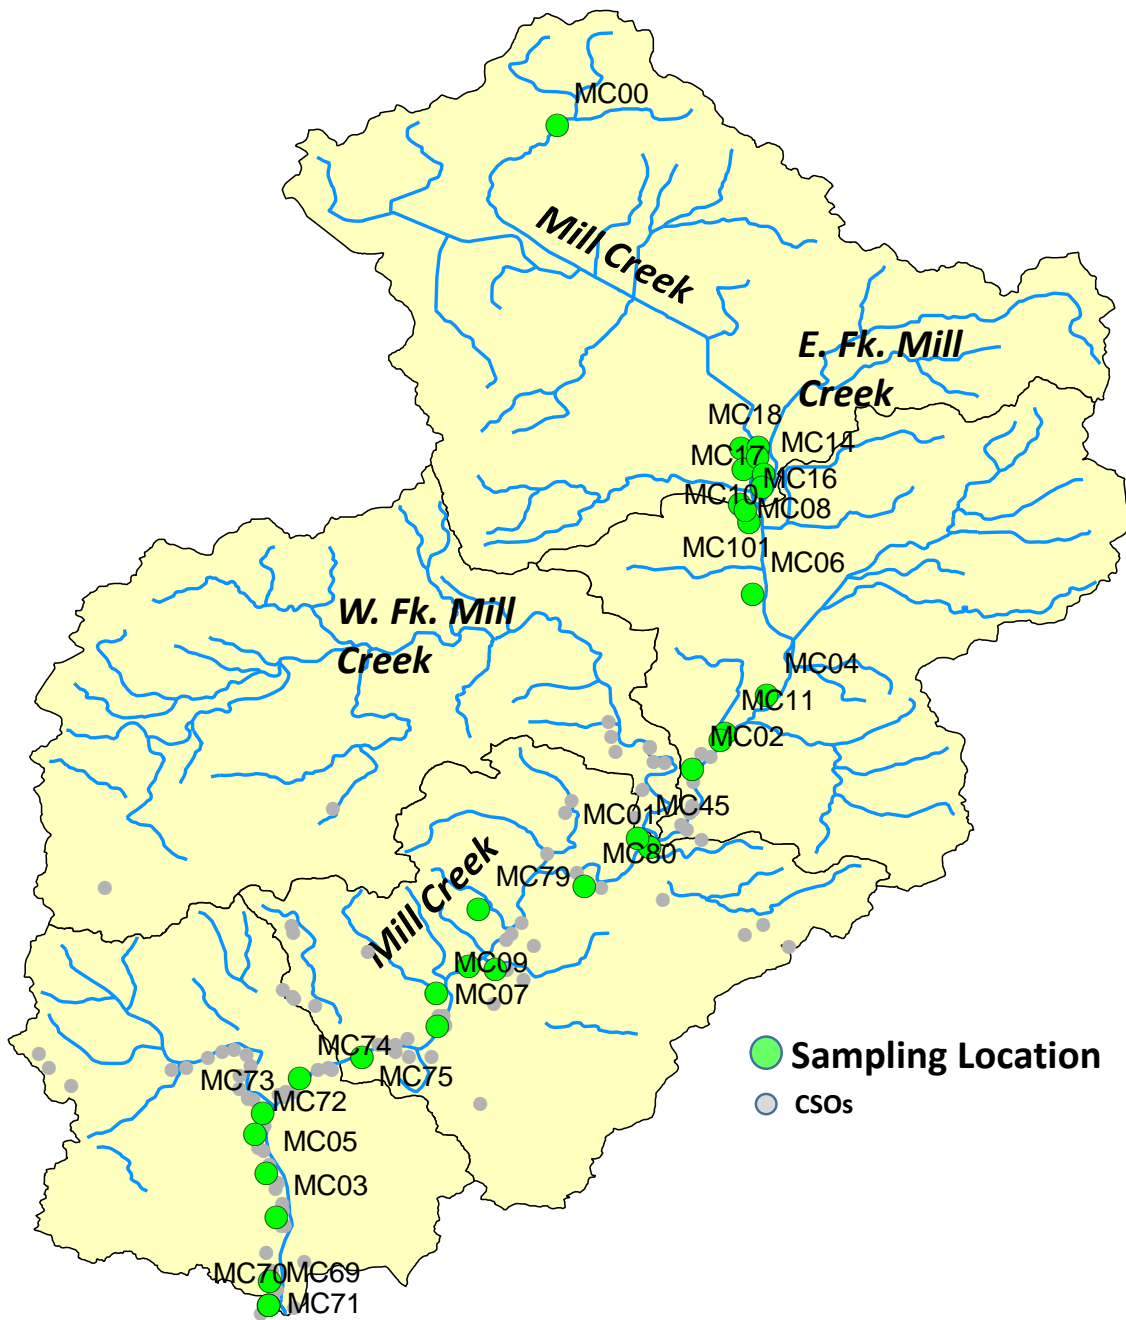 MC00
Mill Creek
E. Fk. Mill
Creek
MC18
MC14
MC17
MC16
MC10
MC08
MC101
MC06
W. Fk. Mill
Creek
MC04
MC11
MC02
MC45
MC01
MC80
MC79
Mill Creek
MC09
MC07
MC74
MC75
MC73
MC72
MC05
MC03
MC70
MC69
MC71
Sampling Location
CSOs